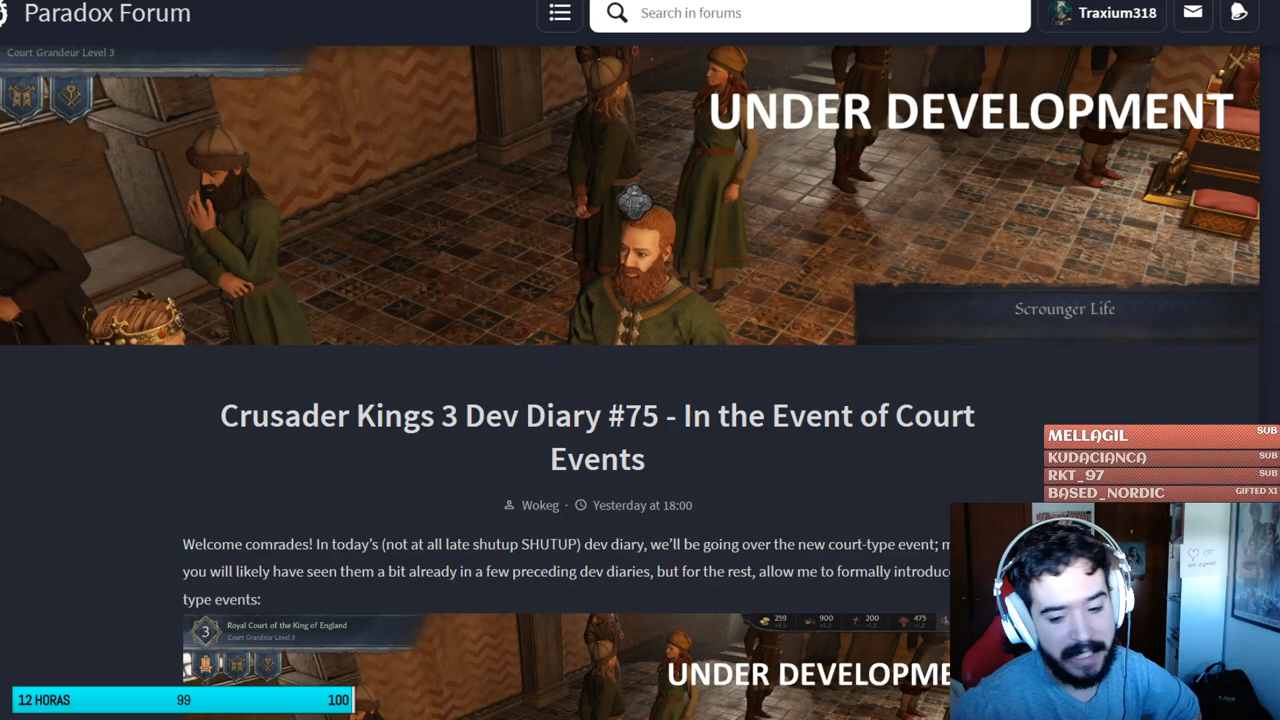 Paradox Forum
Search in forums
Traxium318
Court Grandeur Level 3
UNDER DEVELOPMENT
Scrounger Life
Crusader Kings 3 Dev Diary #75 - In the Event of Court
Events
Wokeg · Yesterday at 18:00
Welcome comrades! In today's (not at all late shutup SHUTUP) dev diary, we'll be going over the new court-type event;
you will likely have seen them a bit already in a few preceding dev diaries, but for the rest, allow me to formally
type events:
3
Royal Court of the King of England
Court Grandeur Level 3
259
900
200
475
UNDER
MELLAGIL SUB
KUDACIANCA SUB
RKT_97 SUB
BASED_NORDIC GIFTED X1
12 HORAS 99 100